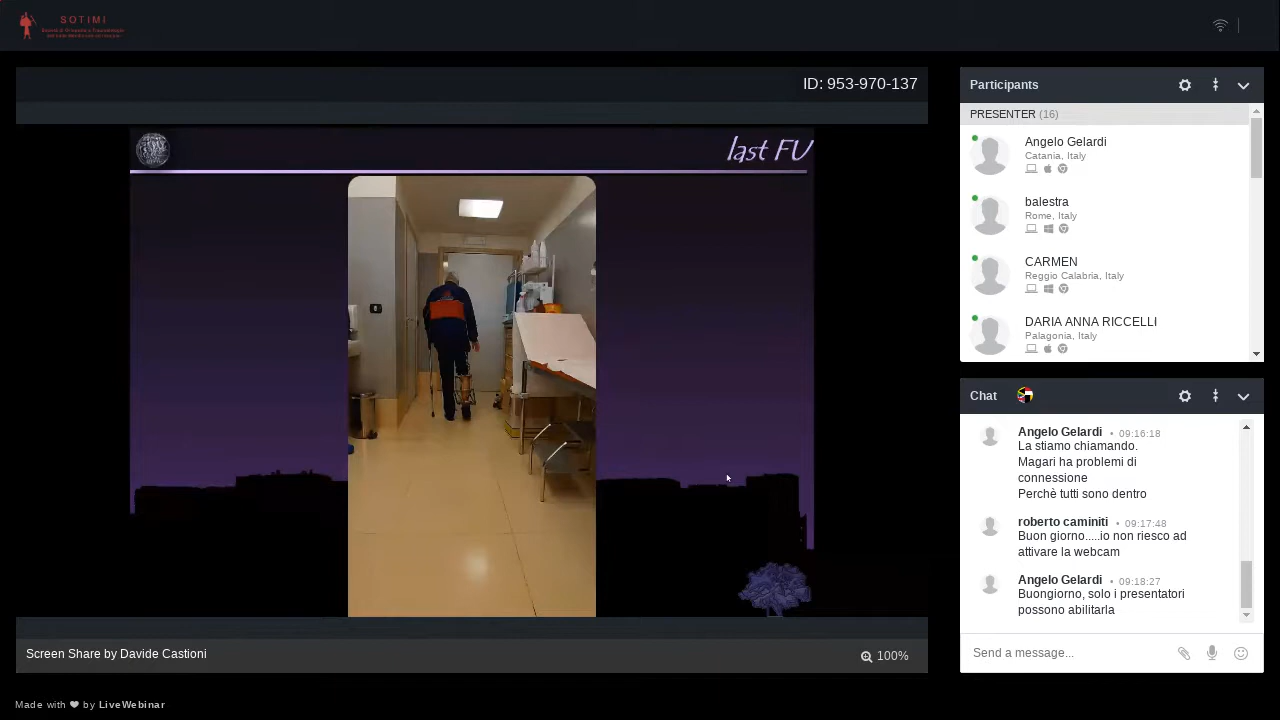 SOTIMI
ID: 953-970-137
last FU
Screen Share by Davide Castioni
100%
Participants
PRESENTER (16)
Angelo Gelardi
Catania, Italy
balestra
Rome, Italy
CARMEN
Reggio Calabria, Italy
DARIA ANNA RICCELLI
Palagonia, Italy
Chat
Angelo Gelardi • 09:16:18
La stiamo chiamando.
Magari ha problemi di
connessione
Perchè tutti sono dentro
roberto caminiti • 09:17:48
Buon giorno.....io non riesco ad
attivare la webcam
Angelo Gelardi • 09:18:27
Buongiorno, solo i presentatori
possono abilitarla
Send a message...
Made with ❤ by LiveWebinar